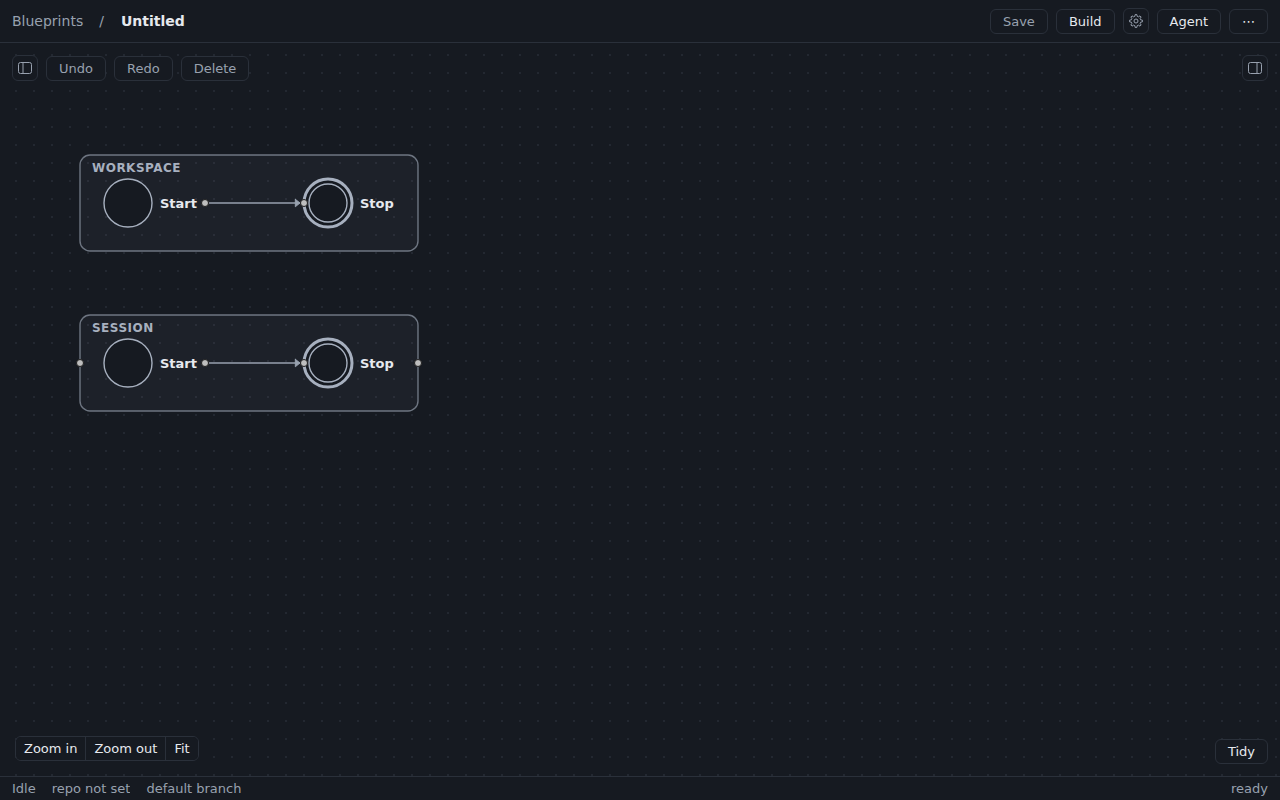 Blueprints / Untitled
Save Build Agent ···
Undo Redo Delete
WORKSPACE
Start Stop
SESSION
Start Stop
Zoom in Zoom out Fit
Tidy
Idle repo not set default branch ready